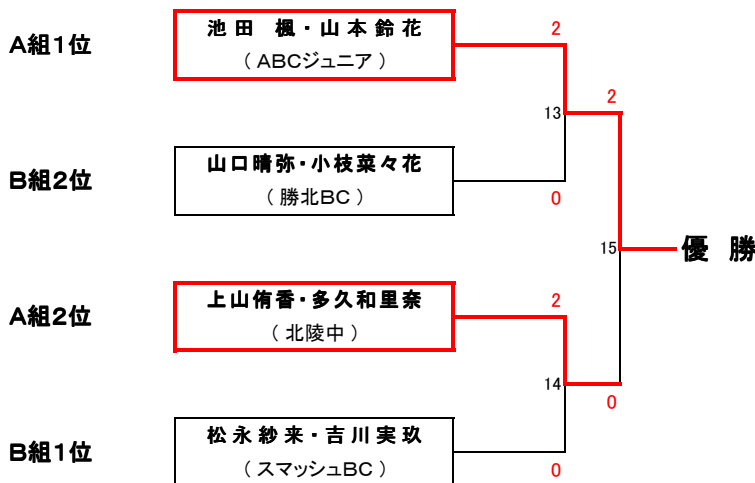 A組1位
池田 楓・山本鈴花
（ABCジュニア）
2
2
13
B組2位
山口晴弥・小枝菜々花
（勝北BC）
0
15
優 勝
A組2位
上山侑香・多久和里奈
（北陵中）
2
14
0
B組1位
松永紗来・吉川実玖
（スマッシュBC）
0